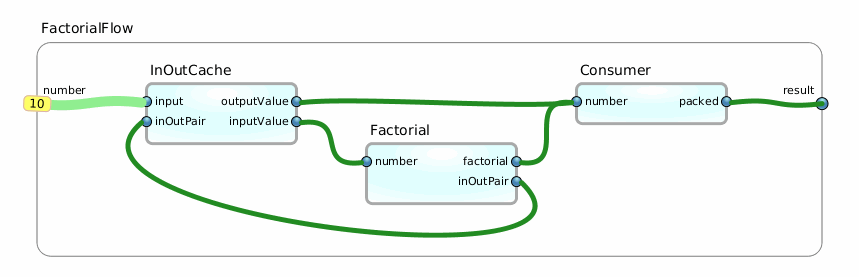 FactorialFlow
InOutCache
Consumer
number
result
10
input
outputValue
number
packed
inOutPair
inputValue
Factorial
number
factorial
inOutPair